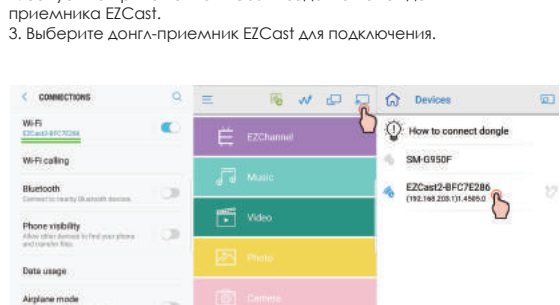 приемника EZCast.
3. Выберите донгл-приемник EZCast для подключения.
CONNECTIONS
Wi-Fi
EZCast2-BFC7E286
Wi-Fi calling
Bluetooth
Connect to nearby Bluetooth devices.
Phone visibility
Allow other devices to find your phone
and transfer files.
Data usage
Airplane mode
EZChannel
Music
Video
Photo
Camera
Devices
How to connect dongle
SM-G950F
EZCast2-BFC7E286
(192.168.203.1)1.4505.0